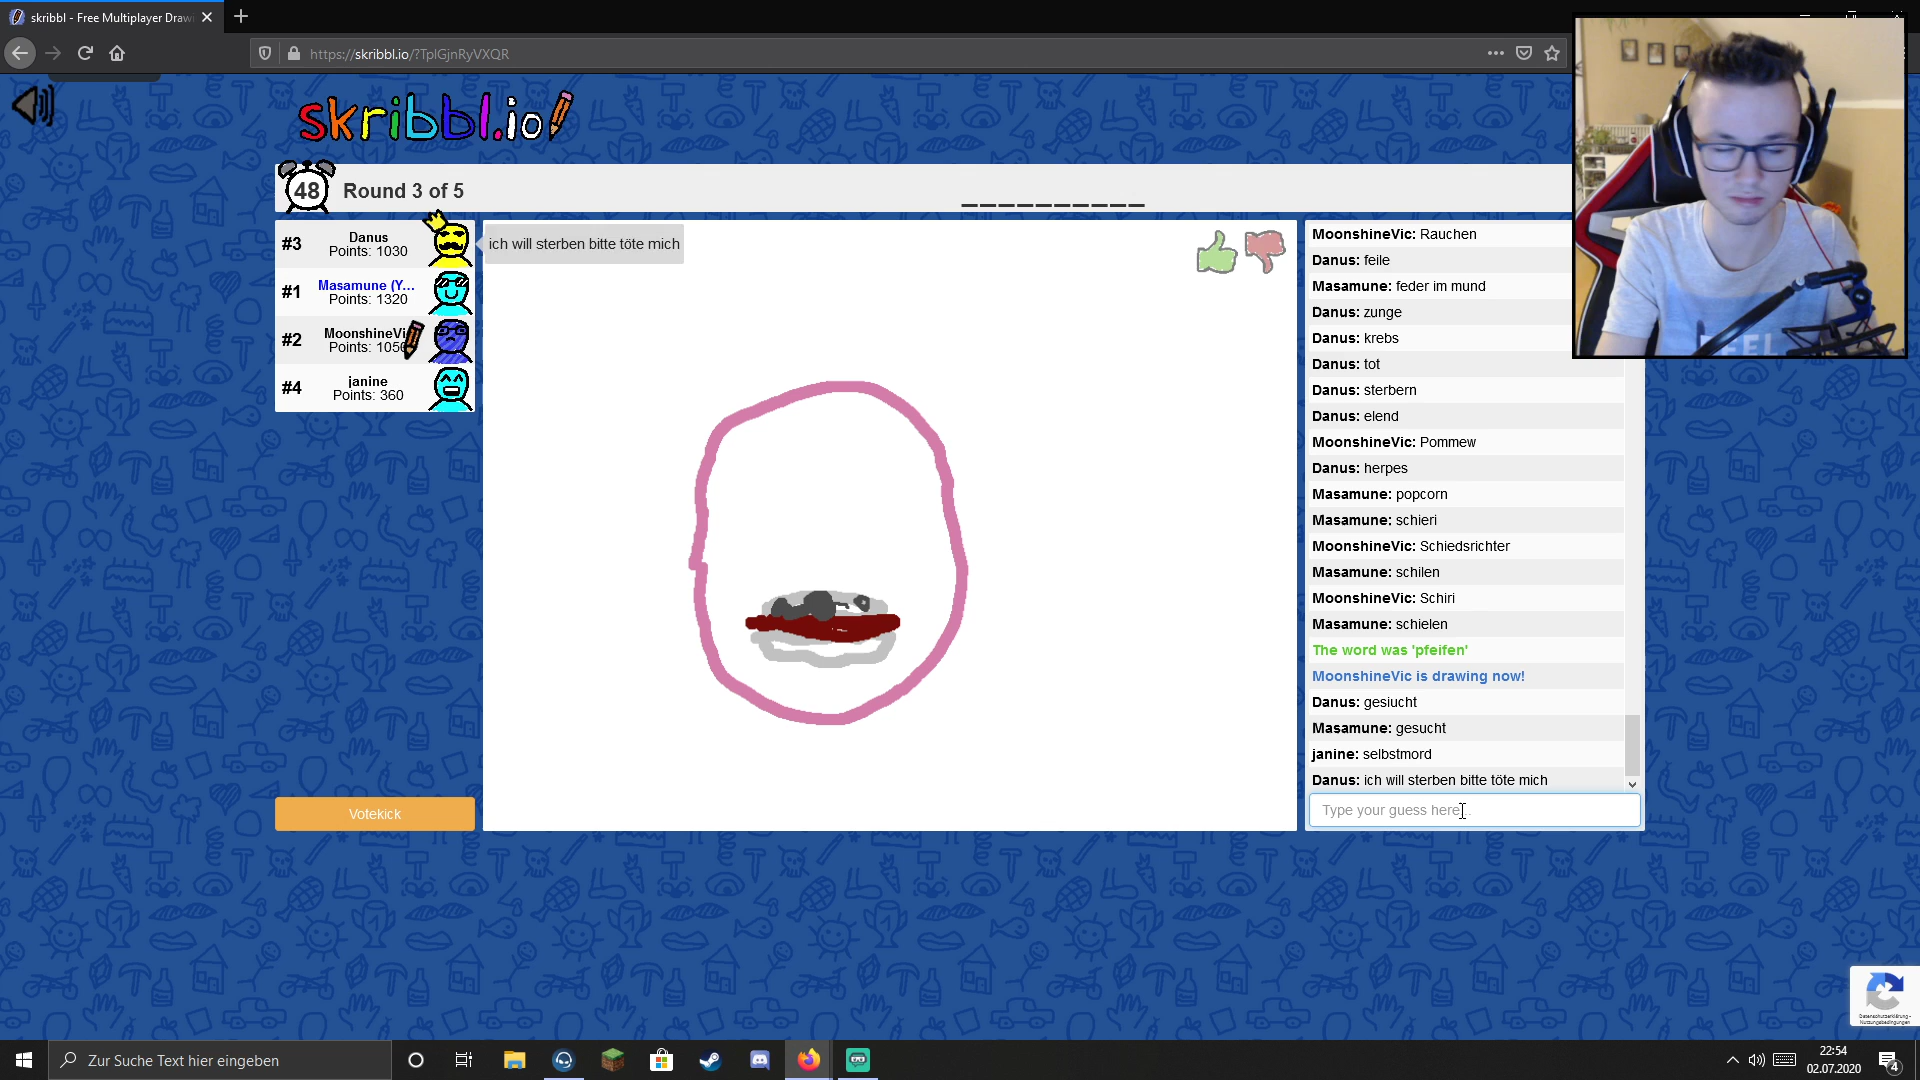 skribbl - Free Multiplayer Draw
https://skribbl.io/?TplGjnRyVXQR
skribbl.io
48
Round 3 of 5
__________
#3
Danus
Points: 1030
#1
Masamune (Y...
Points: 1320
#2
MoonshineVi
Points: 1050
#4
janine
Points: 360
Votekick
ich will sterben bitte töte mich
MoonshineVic: Rauchen
Danus: feile
Masamune: feder im mund
Danus: zunge
Danus: krebs
Danus: tot
Danus: sterbern
Danus: elend
MoonshineVic: Pommew
Danus: herpes
Masamune: popcorn
Masamune: schieri
MoonshineVic: Schiedsrichter
Masamune: schilen
MoonshineVic: Schiri
Masamune: schielen
The word was 'pfeifen'
MoonshineVic is drawing now!
Danus: gesiucht
Masamune: gesucht
janine: selbstmord
Danus: ich will sterben bitte töte mich
Type your guess here
Datenschutzerklärung -
Nutzungsbedingungen
Zur Suche Text hier eingeben
22:54
02.07.2020
4